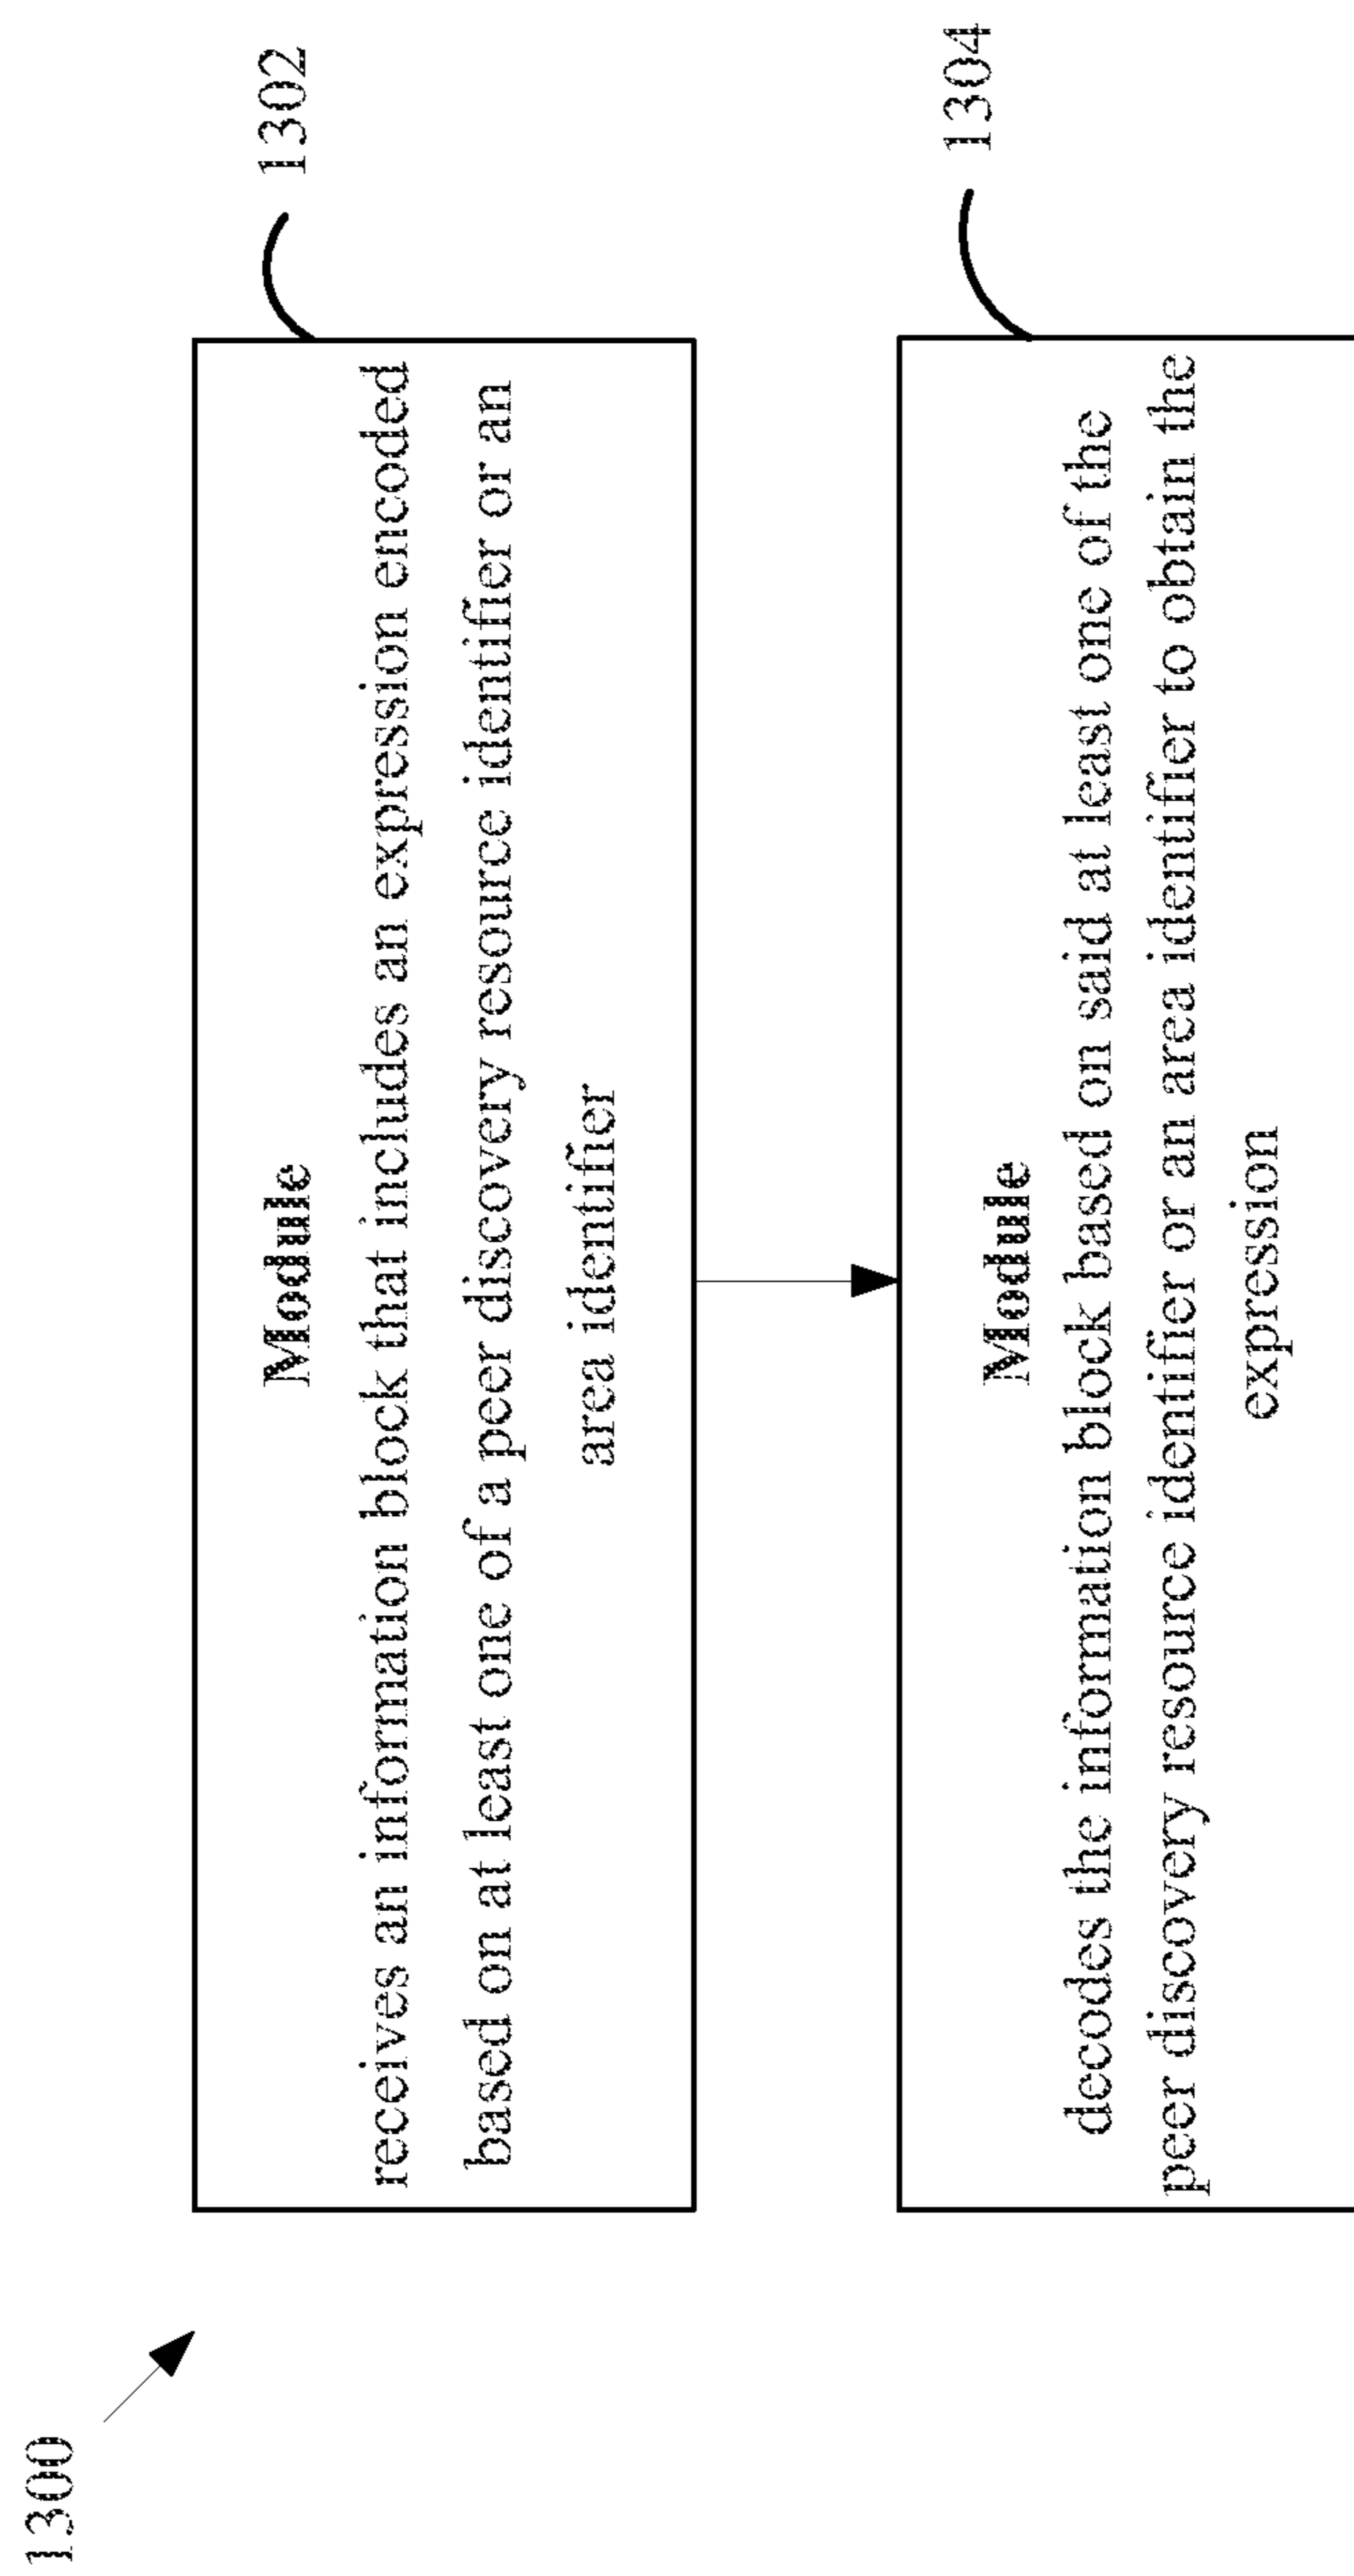 1300
1302
Module
receives an information block that includes an expression encoded
based on at least one of a peer discovery resource identifier or an
area identifier
1304
Module
decodes the information block based on said at least one of the
peer discovery resource identifier or an area identifier to obtain the
expression